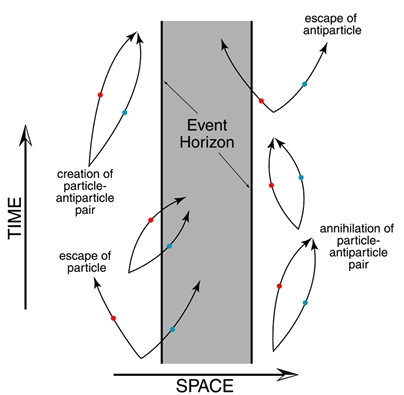 escape of
antiparticle
Event
Horizon
creation of
particle-
antiparticle
pair
TIME
annihilation of
particle-
antiparticle
pair
escape of
particle
SPACE